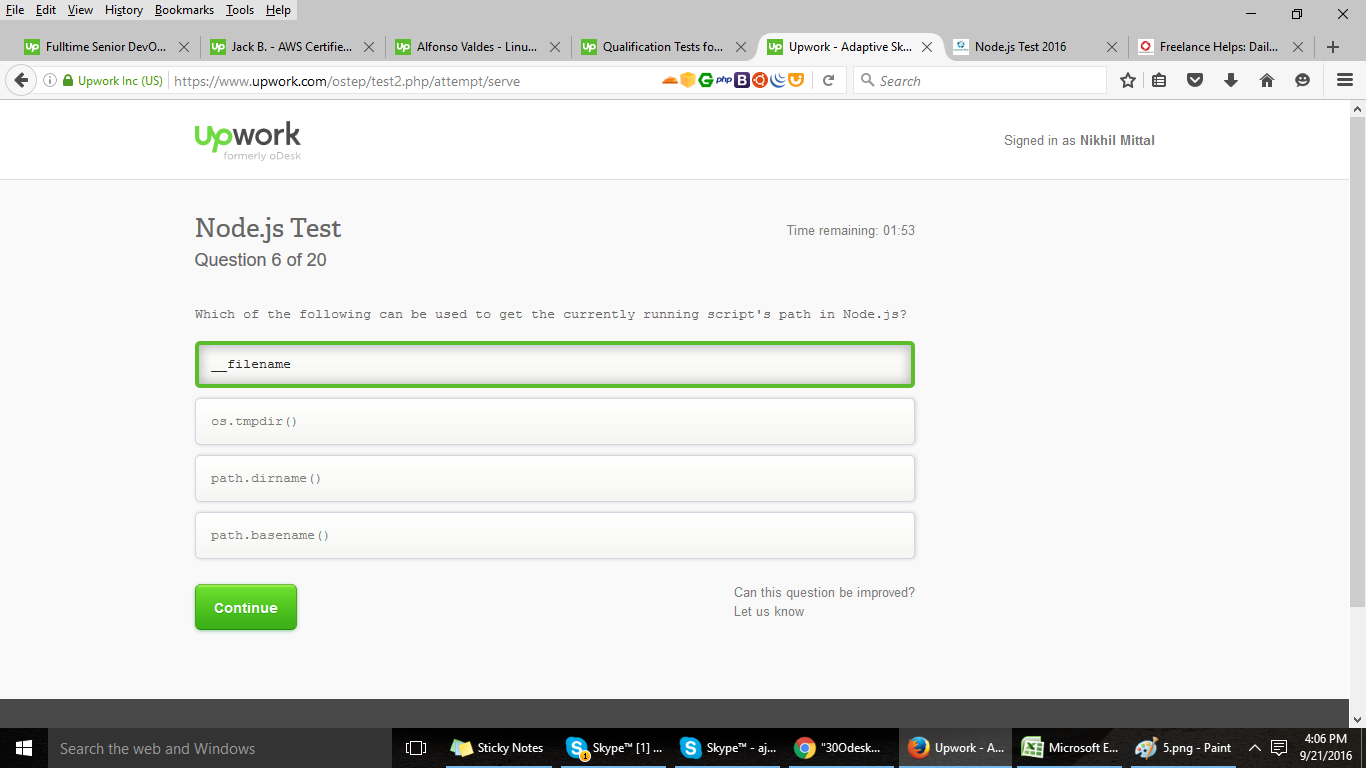 File Edit View History Bookmarks Tools Help
Fulltime Senior DevO... Jack B. - AWS Certifie... Alfonso Valdes - Linu... Qualification Tests fo... Upwork - Adaptive Sk... Node.js Test 2016 Freelance Helps: Dail...
Upwork Inc (US) https://www.upwork.com/ostep/test2.php/attempt/serve php B Search
upwork
formerly oDesk
Signed in as Nikhil Mittal
Node.js Test
Time remaining: 01:53
Question 6 of 20
Which of the following can be used to get the currently running script's path in Node.js?
__filename
os.tmpdir()
path.dirname()
path.basename()
Continue
Can this question be improved?
Let us know
Search the web and Windows Sticky Notes Skype™ [1] ... Skype™ - aj... "30Odesk... Upwork - A... Microsoft E... 5.png - Paint 4:06 PM
9/21/2016